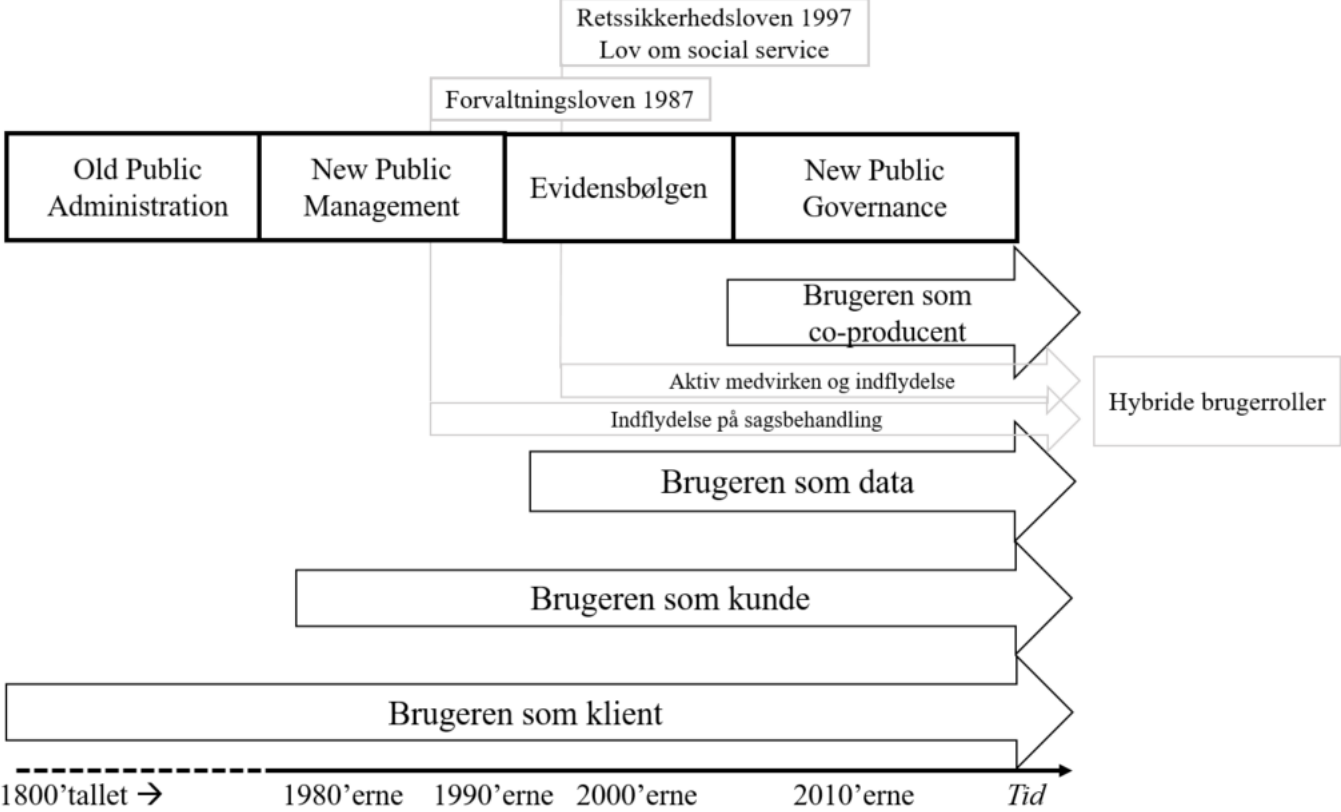 Retssikkerhedsloven 1997
Lov om social service
Forvaltningsloven 1987
Old Public
Administration
New Public
Management
Evidensbølgen
New Public
Governance
Brugeren som
co-producent
Aktiv medvirken og indflydelse
Hybride brugerroller
Indflydelse på sagsbehandling
Brugeren som data
Brugeren som kunde
Brugeren som klient
1800’tallet → 1980’erne 1990’erne 2000’erne 2010’erne Tid